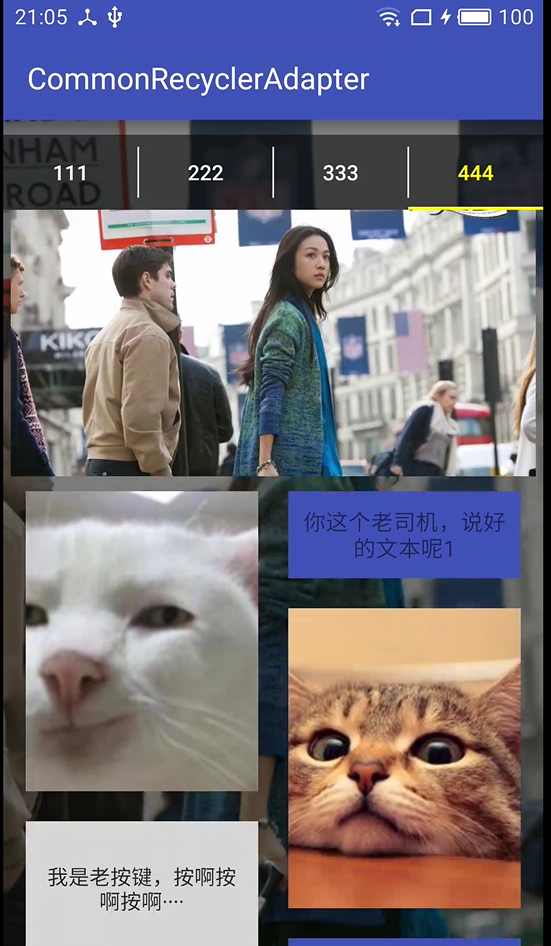 21:05
100
CommonRecyclerAdapter
NHAM
ROAD
111
222
333
444
KIKO
你这个老司机，说好
的文本呢1
我是老按键，按啊按
啊按啊····